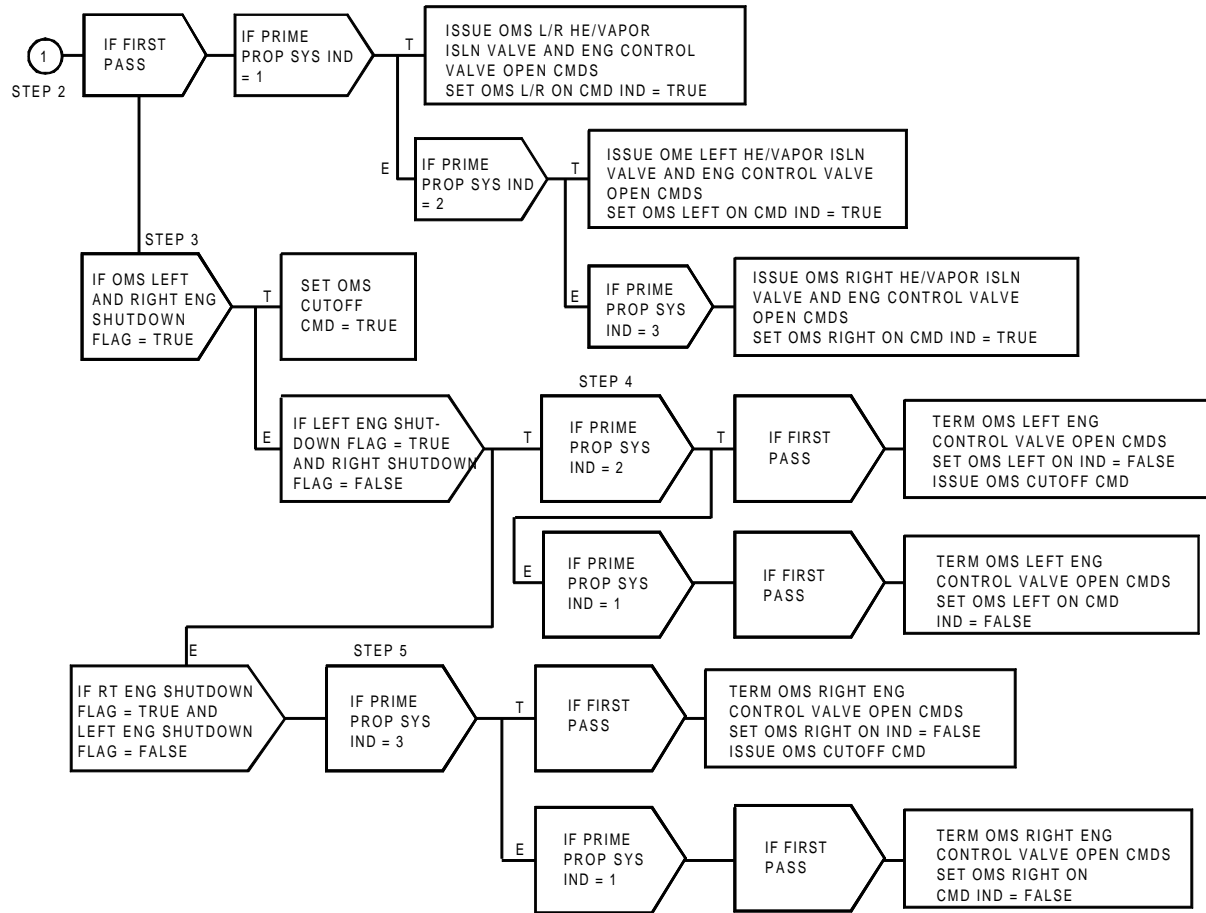 1
STEP 2
IF FIRST
PASS
IF PRIME
PROP SYS IND
= 1
T
ISSUE OMS L/R HE/VAPOR
ISLN VALVE AND ENG CONTROL
VALVE OPEN CMDS
SET OMS L/R ON CMD IND = TRUE
E
IF PRIME
PROP SYS IND
= 2
T
ISSUE OME LEFT HE/VAPOR ISLN
VALVE AND ENG CONTROL VALVE
OPEN CMDS
SET OMS LEFT ON CMD IND = TRUE
E
IF PRIME
PROP SYS
IND = 3
ISSUE OMS RIGHT HE/VAPOR ISLN
VALVE AND ENG CONTROL VALVE
OPEN CMDS
SET OMS RIGHT ON CMD IND = TRUE
STEP 3
IF OMS LEFT
AND RIGHT ENG
SHUTDOWN
FLAG = TRUE
T
SET OMS
CUTOFF
CMD = TRUE
E
IF LEFT ENG SHUT-
DOWN FLAG = TRUE
AND RIGHT SHUTDOWN
FLAG = FALSE
T
STEP 4
IF PRIME
PROP SYS
IND = 2
T
IF FIRST
PASS
TERM OMS LEFT ENG
CONTROL VALVE OPEN CMDS
SET OMS LEFT ON IND = FALSE
ISSUE OMS CUTOFF CMD
E
IF PRIME
PROP SYS
IND = 1
IF FIRST
PASS
TERM OMS LEFT ENG
CONTROL VALVE OPEN CMDS
SET OMS LEFT ON CMD
IND = FALSE
E
IF RT ENG SHUTDOWN
FLAG = TRUE AND
LEFT ENG SHUTDOWN
FLAG = FALSE
STEP 5
IF PRIME
PROP SYS
IND = 3
T
IF FIRST
PASS
TERM OMS RIGHT ENG
CONTROL VALVE OPEN CMDS
SET OMS RIGHT ON IND = FALSE
ISSUE OMS CUTOFF CMD
E
IF PRIME
PROP SYS
IND = 1
IF FIRST
PASS
TERM OMS RIGHT ENG
CONTROL VALVE OPEN CMDS
SET OMS RIGHT ON
CMD IND = FALSE